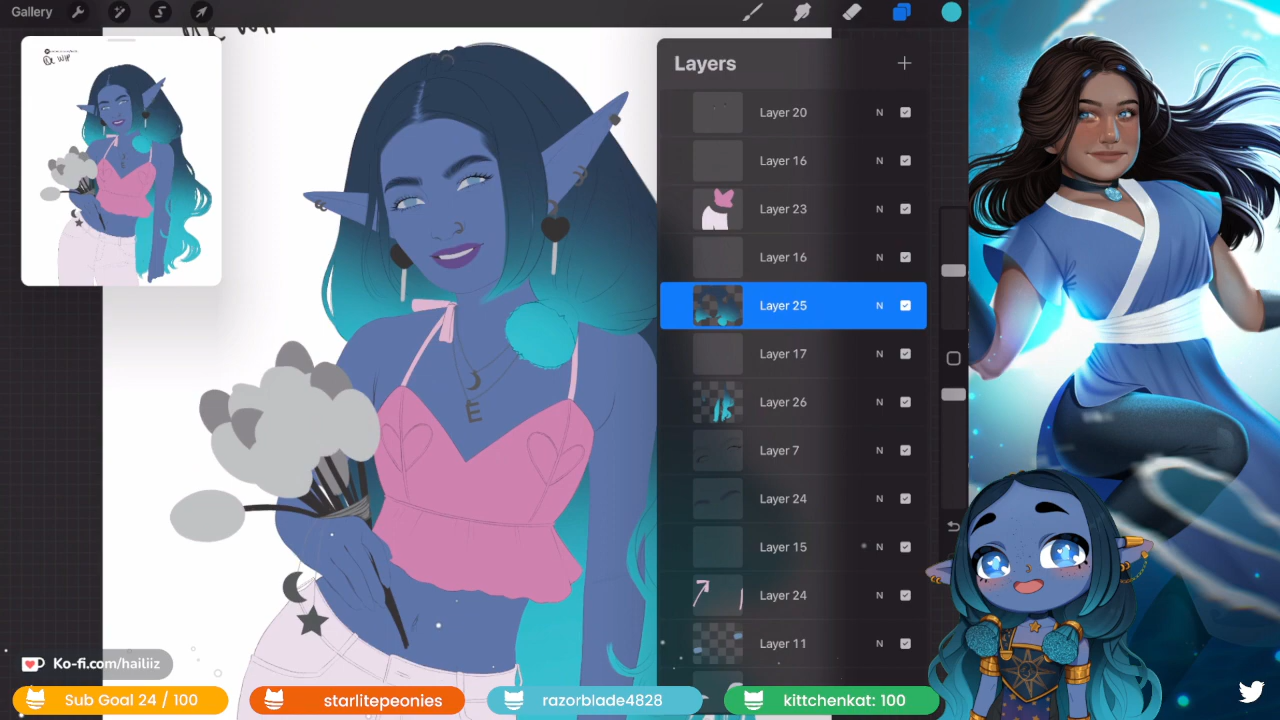 Gallery
Layers
Layer 20 N
Layer 16 N
Layer 23 N
Layer 16 N
Layer 25 N
Layer 17 N
Layer 26 N
Layer 7 N
Layer 24 N
Layer 15 N
Layer 24 N
Layer 11 N
E
Ko-fi.com/hailiiz
Sub Goal 24 / 100
starlitepeonies
razorblade4828
kittchenkat: 100